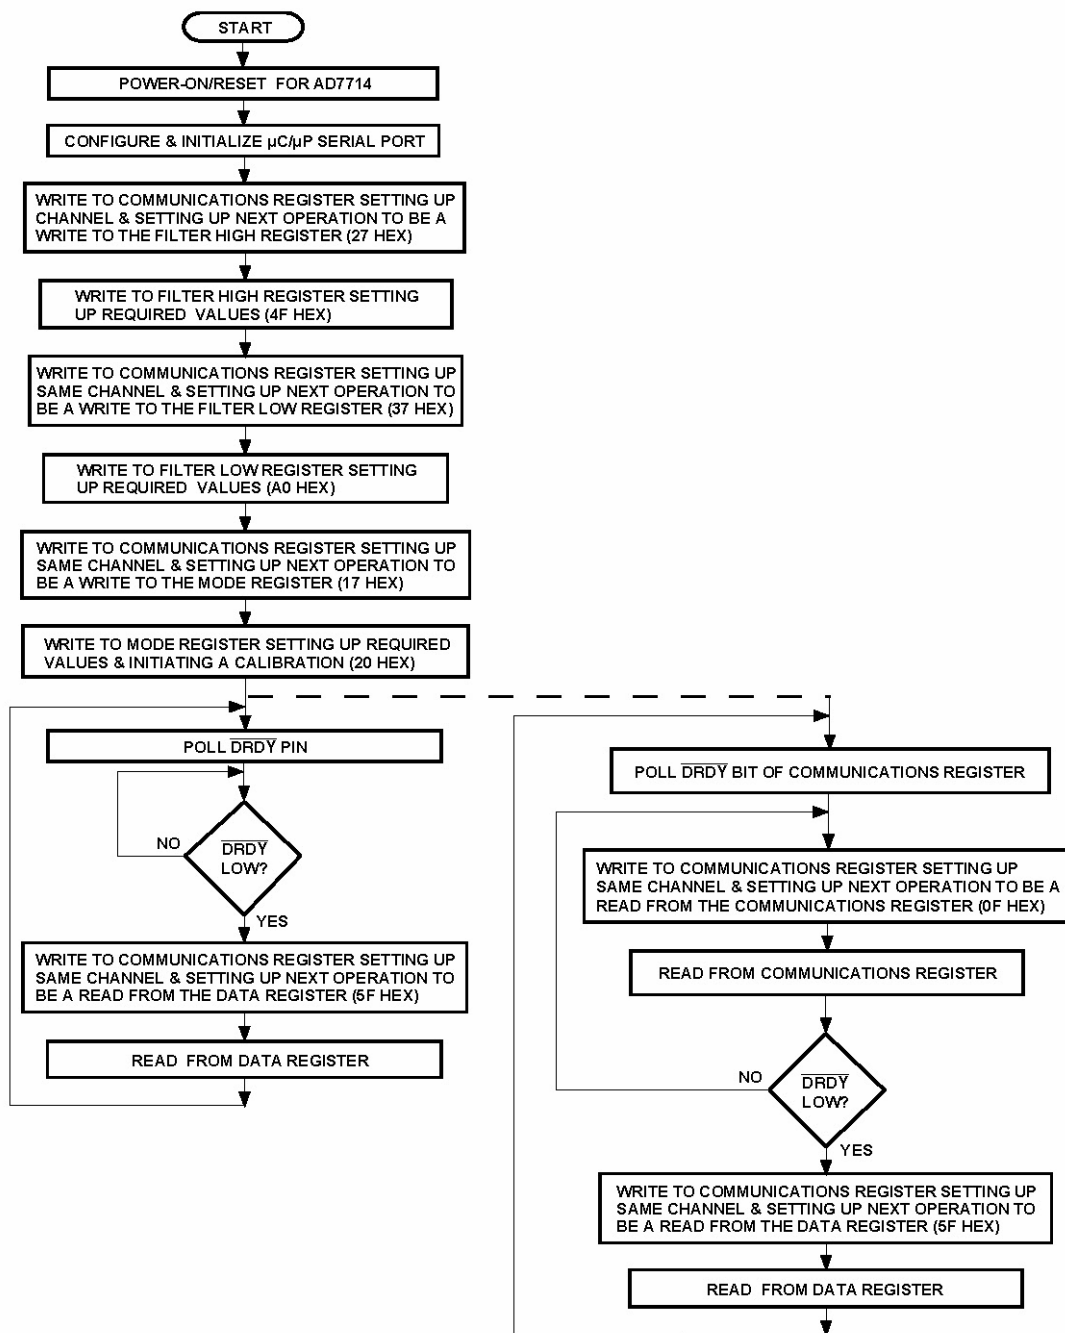 START
POWER-ON/RESET FOR AD7714
CONFIGURE & INITIALIZE µC/µP SERIAL PORT
WRITE TO COMMUNICATIONS REGISTER SETTING UP
CHANNEL & SETTING UP NEXT OPERATION TO BE A
WRITE TO THE FILTER HIGH REGISTER (27 HEX)
WRITE TO FILTER HIGH REGISTER SETTING
UP REQUIRED VALUES (4F HEX)
WRITE TO COMMUNICATIONS REGISTER SETTING UP
SAME CHANNEL & SETTING UP NEXT OPERATION TO
BE A WRITE TO THE FILTER LOW REGISTER (37 HEX)
WRITE TO FILTER LOW REGISTER SETTING
UP REQUIRED VALUES (A0 HEX)
WRITE TO COMMUNICATIONS REGISTER SETTING UP
SAME CHANNEL & SETTING UP NEXT OPERATION TO
BE A WRITE TO THE MODE REGISTER (17 HEX)
WRITE TO MODE REGISTER SETTING UP REQUIRED
VALUES & INITIATING A CALIBRATION (20 HEX)
POLL DRDY PIN
NO
DRDY
LOW?
YES
WRITE TO COMMUNICATIONS REGISTER SETTING UP
SAME CHANNEL & SETTING UP NEXT OPERATION TO
BE A READ FROM THE DATA REGISTER (5F HEX)
READ FROM DATA REGISTER
POLL DRDY BIT OF COMMUNICATIONS REGISTER
WRITE TO COMMUNICATIONS REGISTER SETTING UP
SAME CHANNEL & SETTING UP NEXT OPERATION TO BE A
READ FROM THE COMMUNICATIONS REGISTER (0F HEX)
READ FROM COMMUNICATIONS REGISTER
NO
DRDY
LOW?
YES
WRITE TO COMMUNICATIONS REGISTER SETTING UP
SAME CHANNEL & SETTING UP NEXT OPERATION TO
BE A READ FROM THE DATA REGISTER (5F HEX)
READ FROM DATA REGISTER